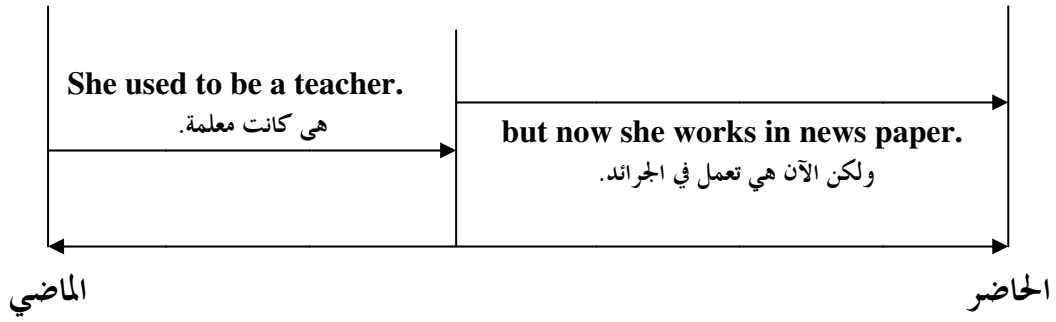 She used to be a teacher.
هى كانت معلمة.
but now she works in news paper.
ولكن الآن هي تعمل في الجرائد.
الماضي
الحاضر